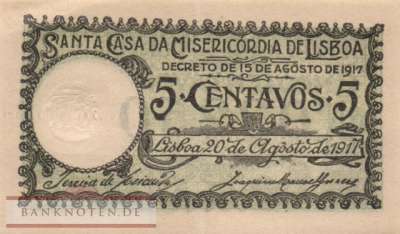 SANTA CASA DA MISERICÓRDIA DE LISBOA
DECRETO DE 15 DE AGOSTO DE 1917
5·CENTAVOS·5
Lisboa 20 de Agosto de 1917
BANKNOTEN.DE